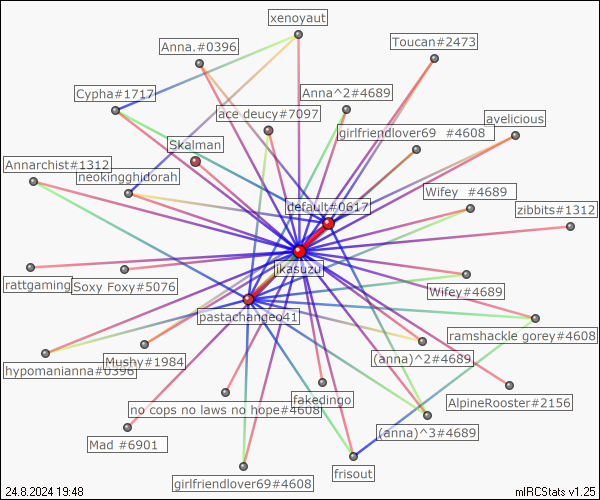 xenoyaut
Anna.#0396
Toucan#2473
Cypha#1717
Anna^2#4689
ace deucy#7097
avelicious
girlfriendlover69 #4608
Skalman
Annarchist#1312
neokingghidorah
Wifey #4689
default#0617
zibbits#1312
jikasuzu
rattgaming
Soxy Foxy#5076
Wifey#4689
pastachangeo41
ramshackle gorey#4608
Mushy#1984
(anna)^2#4689
hypomanianna#0396
fakedingo
AlpineRooster#2156
no cops no laws no hope#4608
(anna)^3#4689
Mad #6901
frisout
girlfriendlover69#4608
24.8.2024 19:48
mIRCStats v1.25